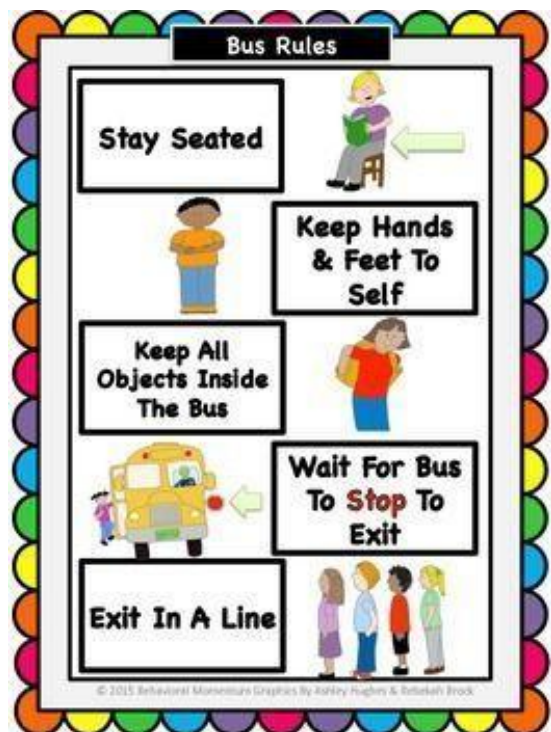 Bus Rules
Stay Seated
Keep Hands
& Feet To
Self
Keep All
Objects Inside
The Bus
Wait For Bus
To Stop To
Exit
Exit In A Line
© 2015 Behavioral Momentum Graphics By Ashley Hughes & Rebekah Brock